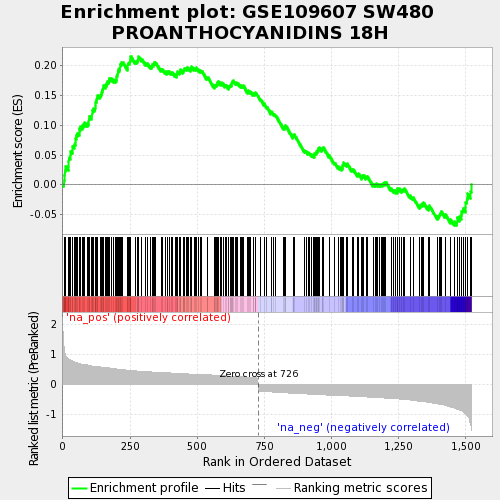 Enrichment plot: GSE109607 SW480
PROANTHOCYANIDINS 18H
Enrichment score (ES)
0.20
0.15
0.10
0.05
0.00
-0.05
'na_pos' (positively correlated)
Ranked list metric (PreRanked)
2
1
0
-1
Zero cross at 726
'na_neg' (negatively correlated)
0
250
500
750
1,000
1,250
1,500
Rank in Ordered Dataset
Enrichment profile
Hits
Ranking metric scores